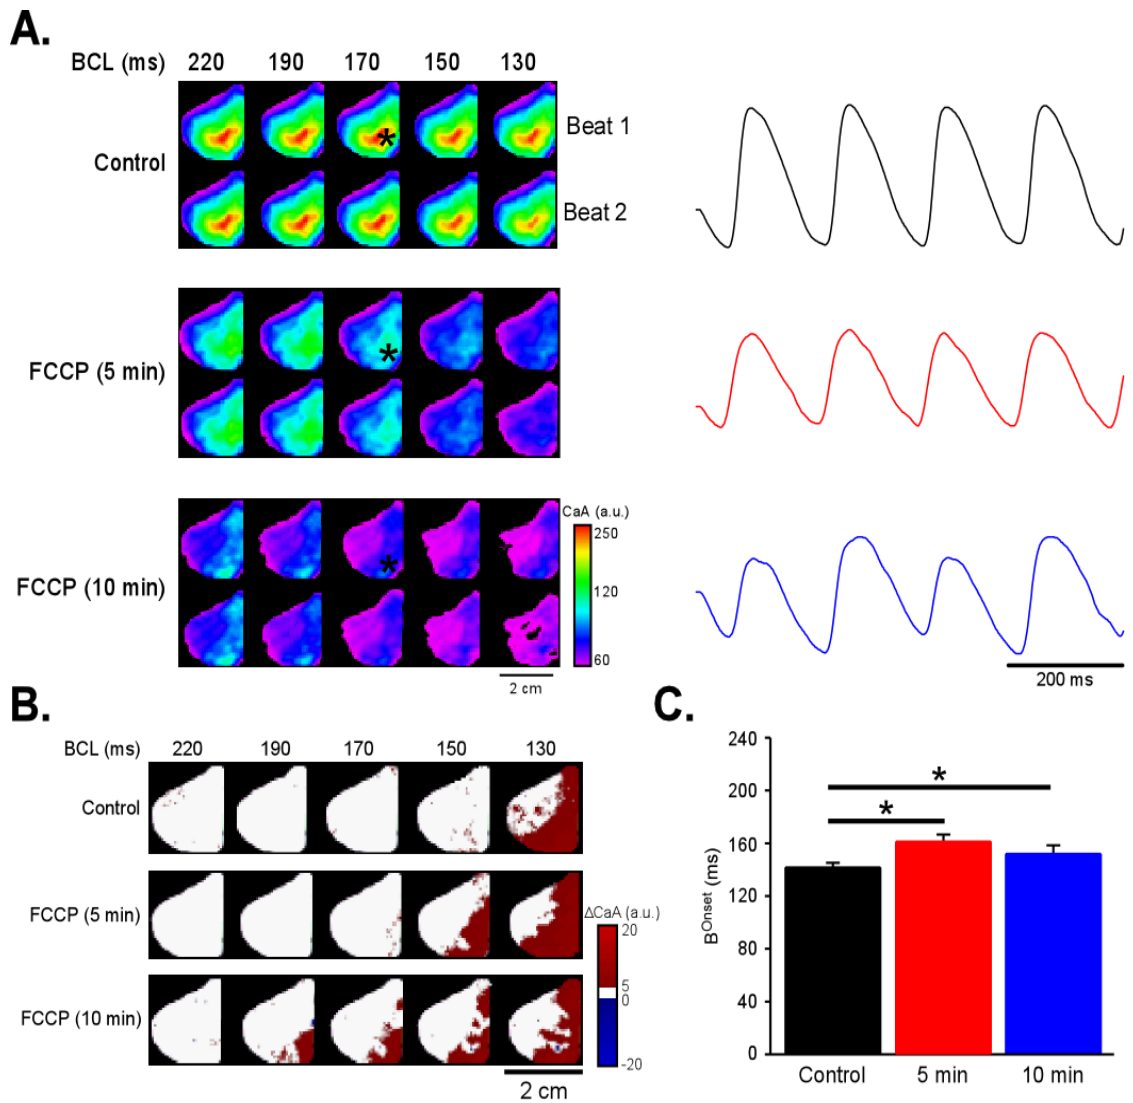 A.
BCL (ms) 220 190 170 150 130
Beat 1
Control
*
Beat 2
FCCP (5 min)
*
CaA (a.u.)
250
FCCP (10 min)
*
120
60
2 cm
200 ms
B.
BCL (ms) 220 190 170 150 130
Control
FCCP (5 min)
ΔCaA (a.u.)
20
5
0
FCCP (10 min)
-20
2 cm
C.
240
200
160
120
80
40
0
B^Onset (ms)
*
*
Control 5 min 10 min